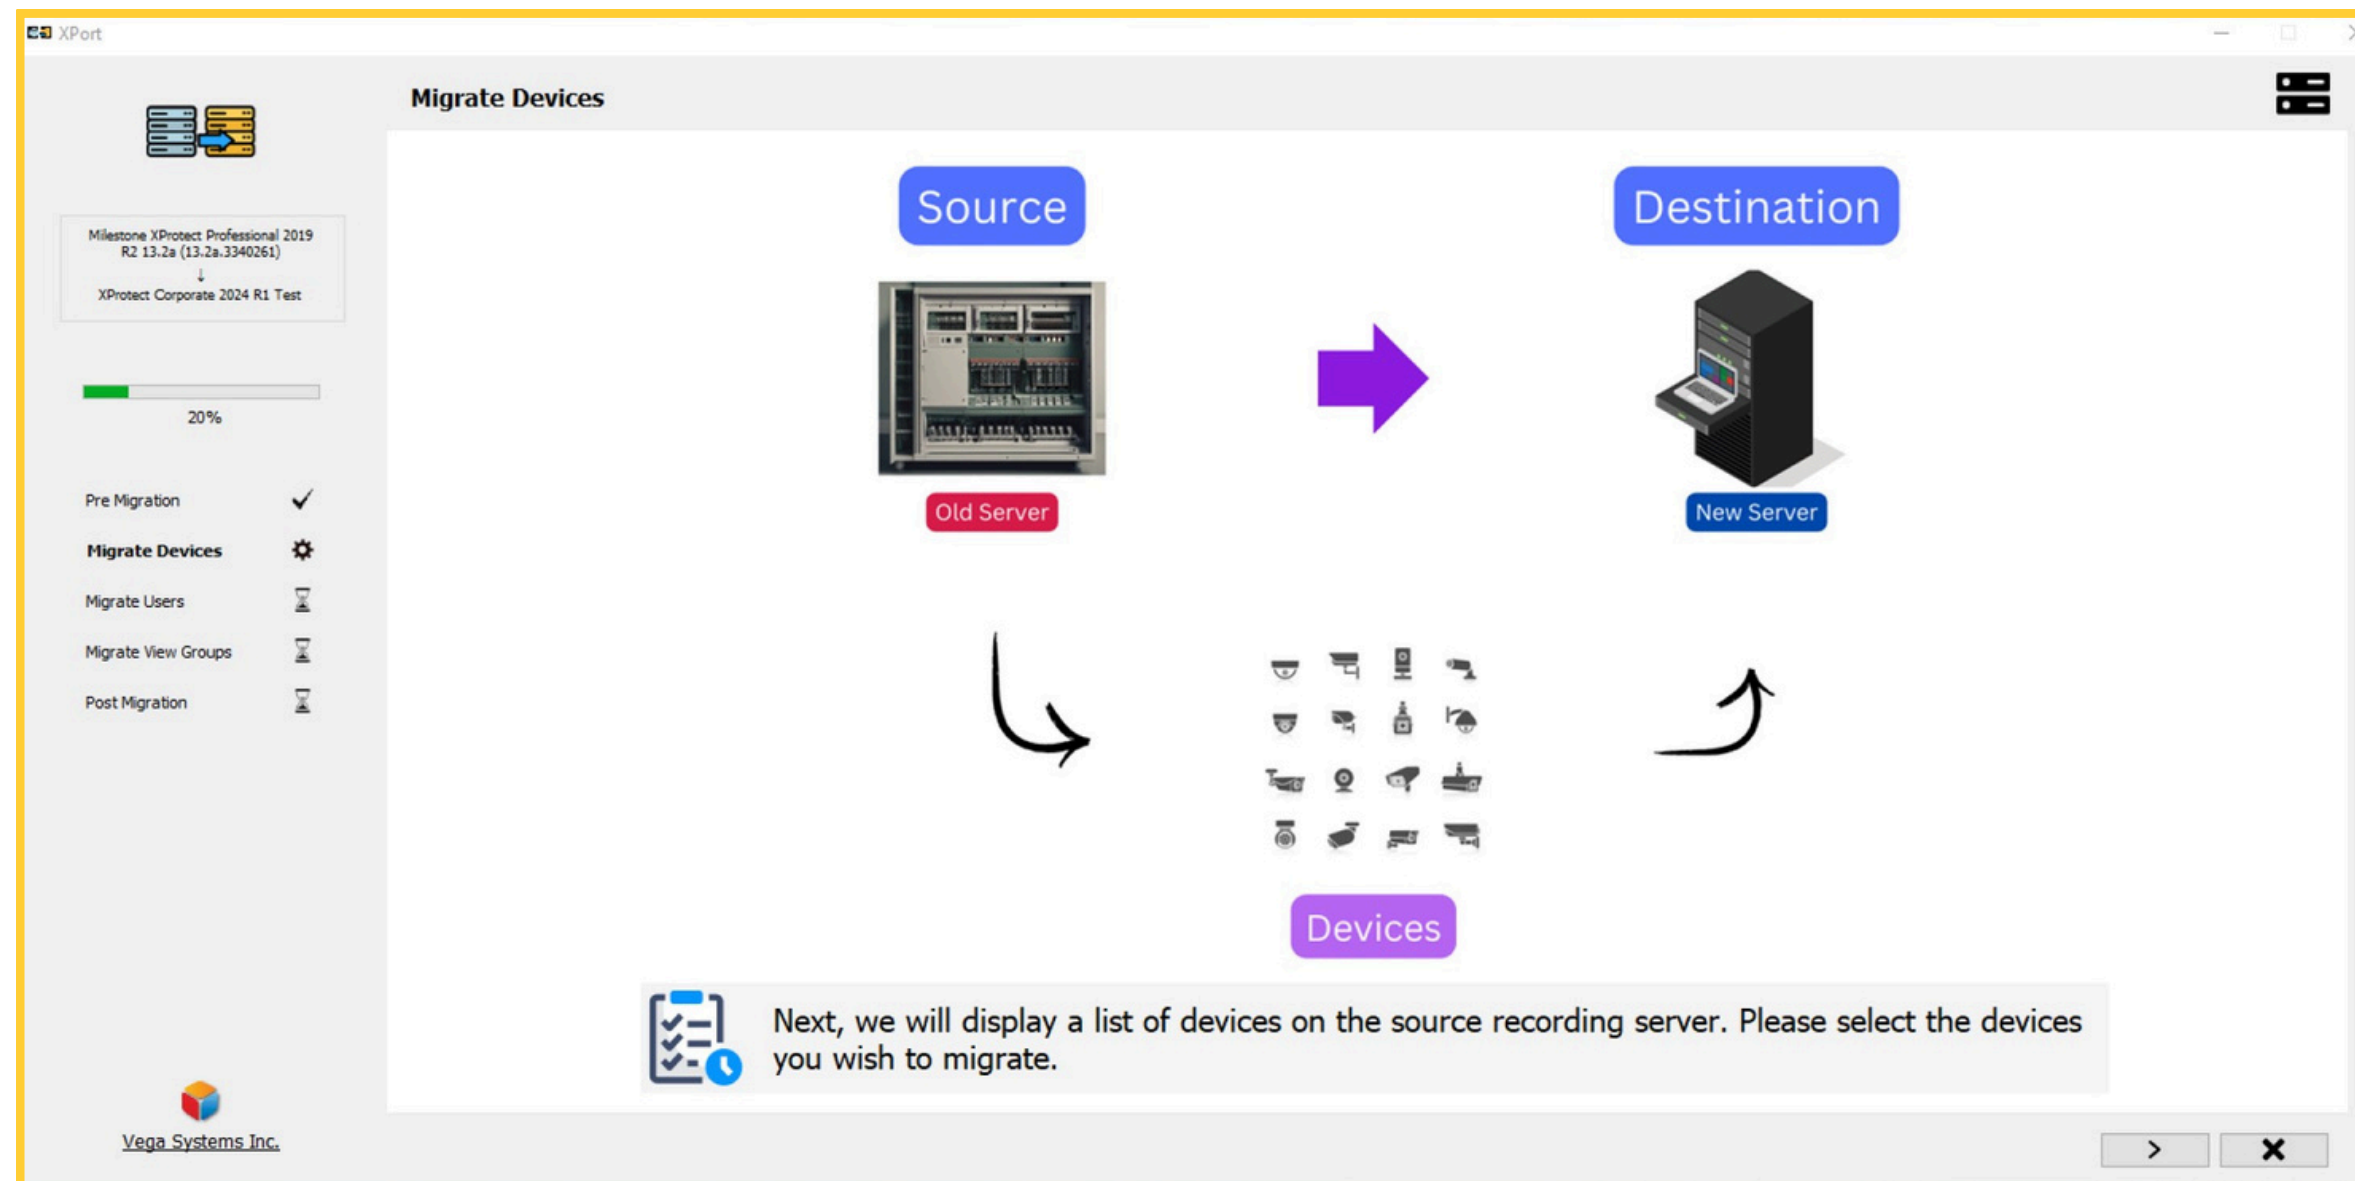 XPort
Migrate Devices
Milestone XProtect Professional 2019
R2 13.2a (13.2a.3340261)
↓
XProtect Corporate 2024 R1 Test
20%
Pre Migration
Migrate Devices
Migrate Users
Migrate View Groups
Post Migration
Vega Systems Inc.
Source
Destination
Old Server
New Server
Devices
Next, we will display a list of devices on the source recording server. Please select the devices
you wish to migrate.